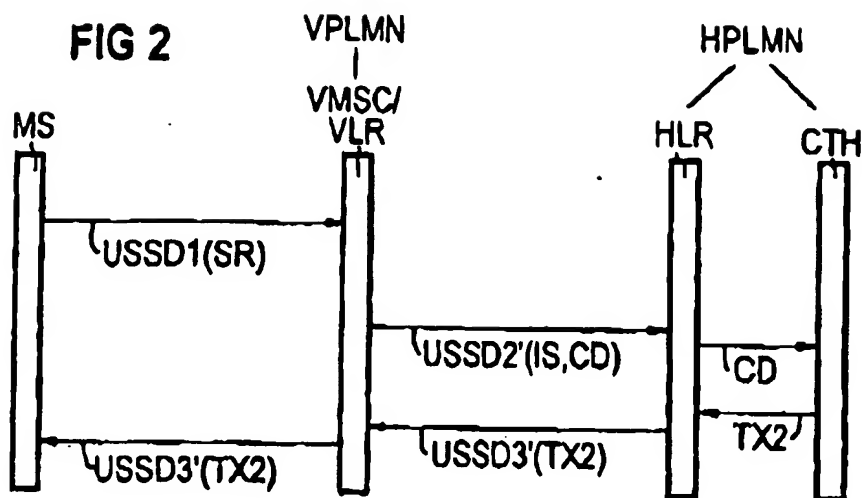 FIG 2
VPLMN
HPLMN
VMSC/
VLR
MS
HLR
CTH
USSD1(SR)
USSD2'(IS,CD)
CD
TX2
USSD3'(TX2)
USSD3'(TX2)